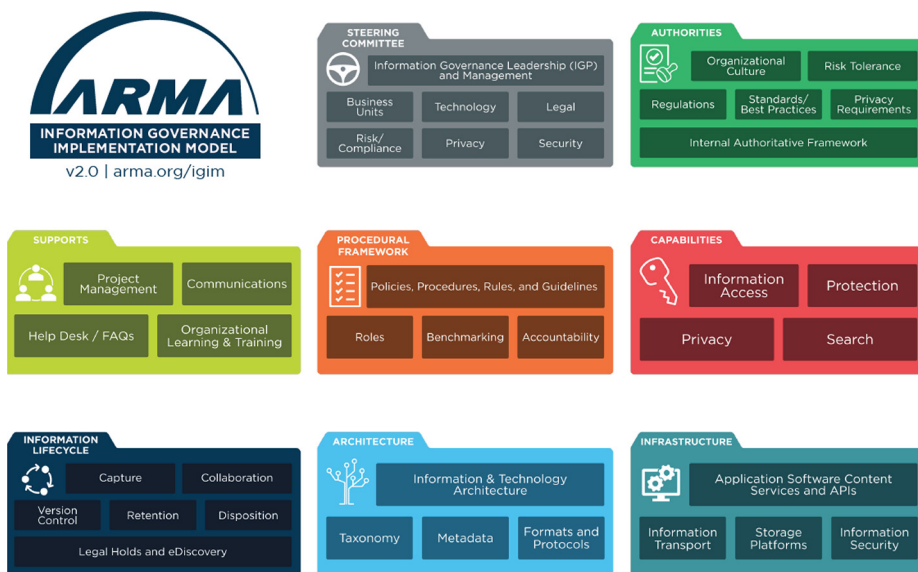 ARMA
INFORMATION GOVERNANCE
IMPLEMENTATION MODEL
v2.0 | arma.org/igim
STEERING
COMMITTEE
Information Governance Leadership (IGP)
and Management
Business
Units
Technology
Legal
Risk/
Compliance
Privacy
Security
AUTHORITIES
Organizational
Culture
Risk Tolerance
Regulations
Standards/
Best Practices
Privacy
Requirements
Internal Authoritative Framework
SUPPORTS
Project
Management
Communications
Help Desk / FAQs
Organizational
Learning & Training
PROCEDURAL
FRAMEWORK
Policies, Procedures, Rules, and Guidelines
Roles
Benchmarking
Accountability
CAPABILITIES
Information
Access
Protection
Privacy
Search
INFORMATION
LIFECYCLE
Capture
Collaboration
Version
Control
Retention
Disposition
Legal Holds and eDiscovery
ARCHITECTURE
Information & Technology
Architecture
Taxonomy
Metadata
Formats and
Protocols
INFRASTRUCTURE
Application Software Content
Services and APIs
Information
Transport
Storage
Platforms
Information
Security